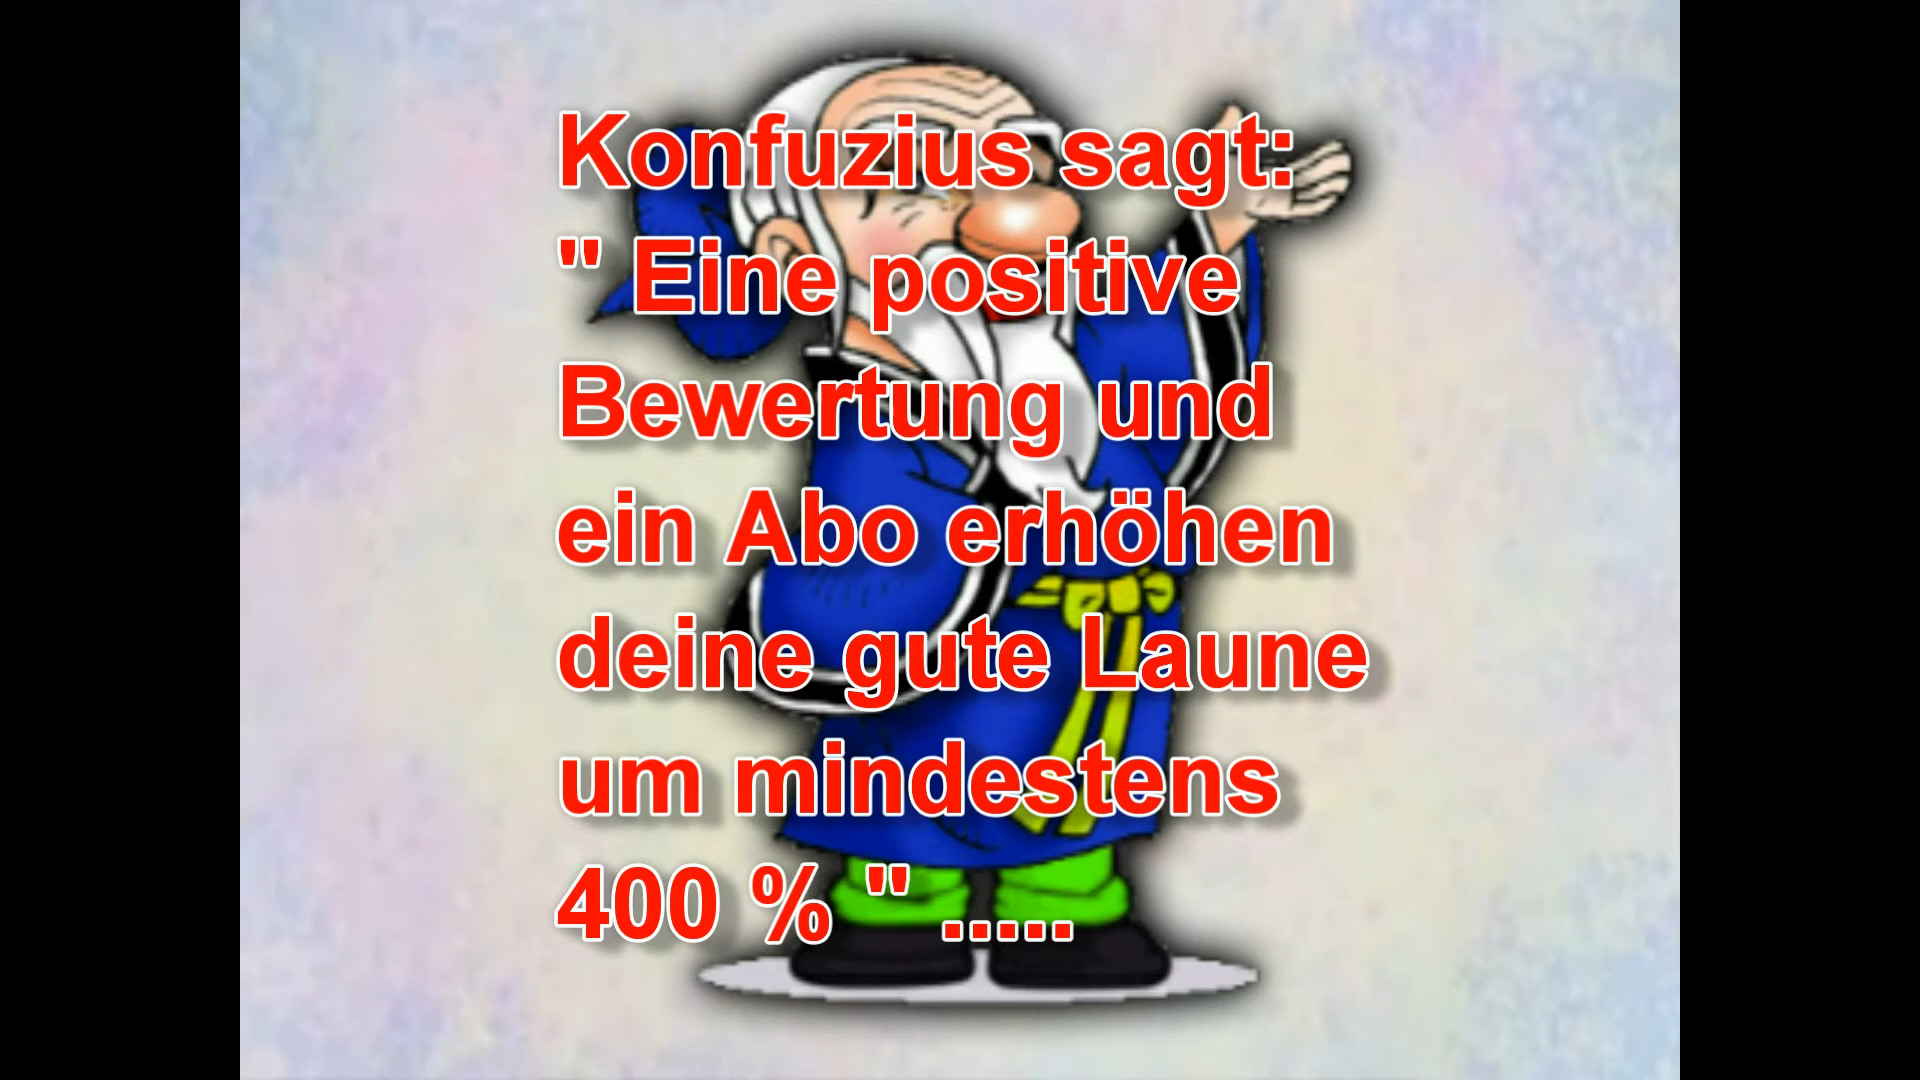 Konfuzius sagt:
" Eine positive
Bewertung und
ein Abo erhöhen
deine gute Laune
um mindestens
400 % " .....